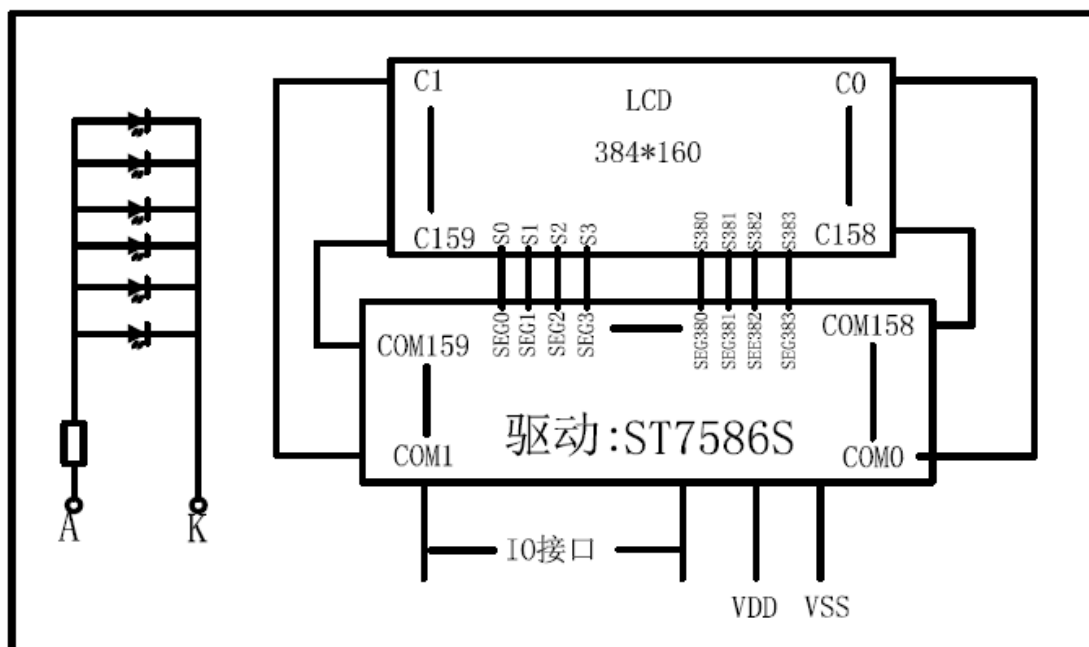 C1
C0
LCD
384*160
C159
S0
S1
S2
S3
S380
S381
S382
S383
C158
COM159
SEG0
SEG1
SEG2
SEG3
SEG380
SEG381
SEE382
SEG383
COM158
驱动:ST7586S
COM1
COM0
A
K
IO接口
VDD
VSS